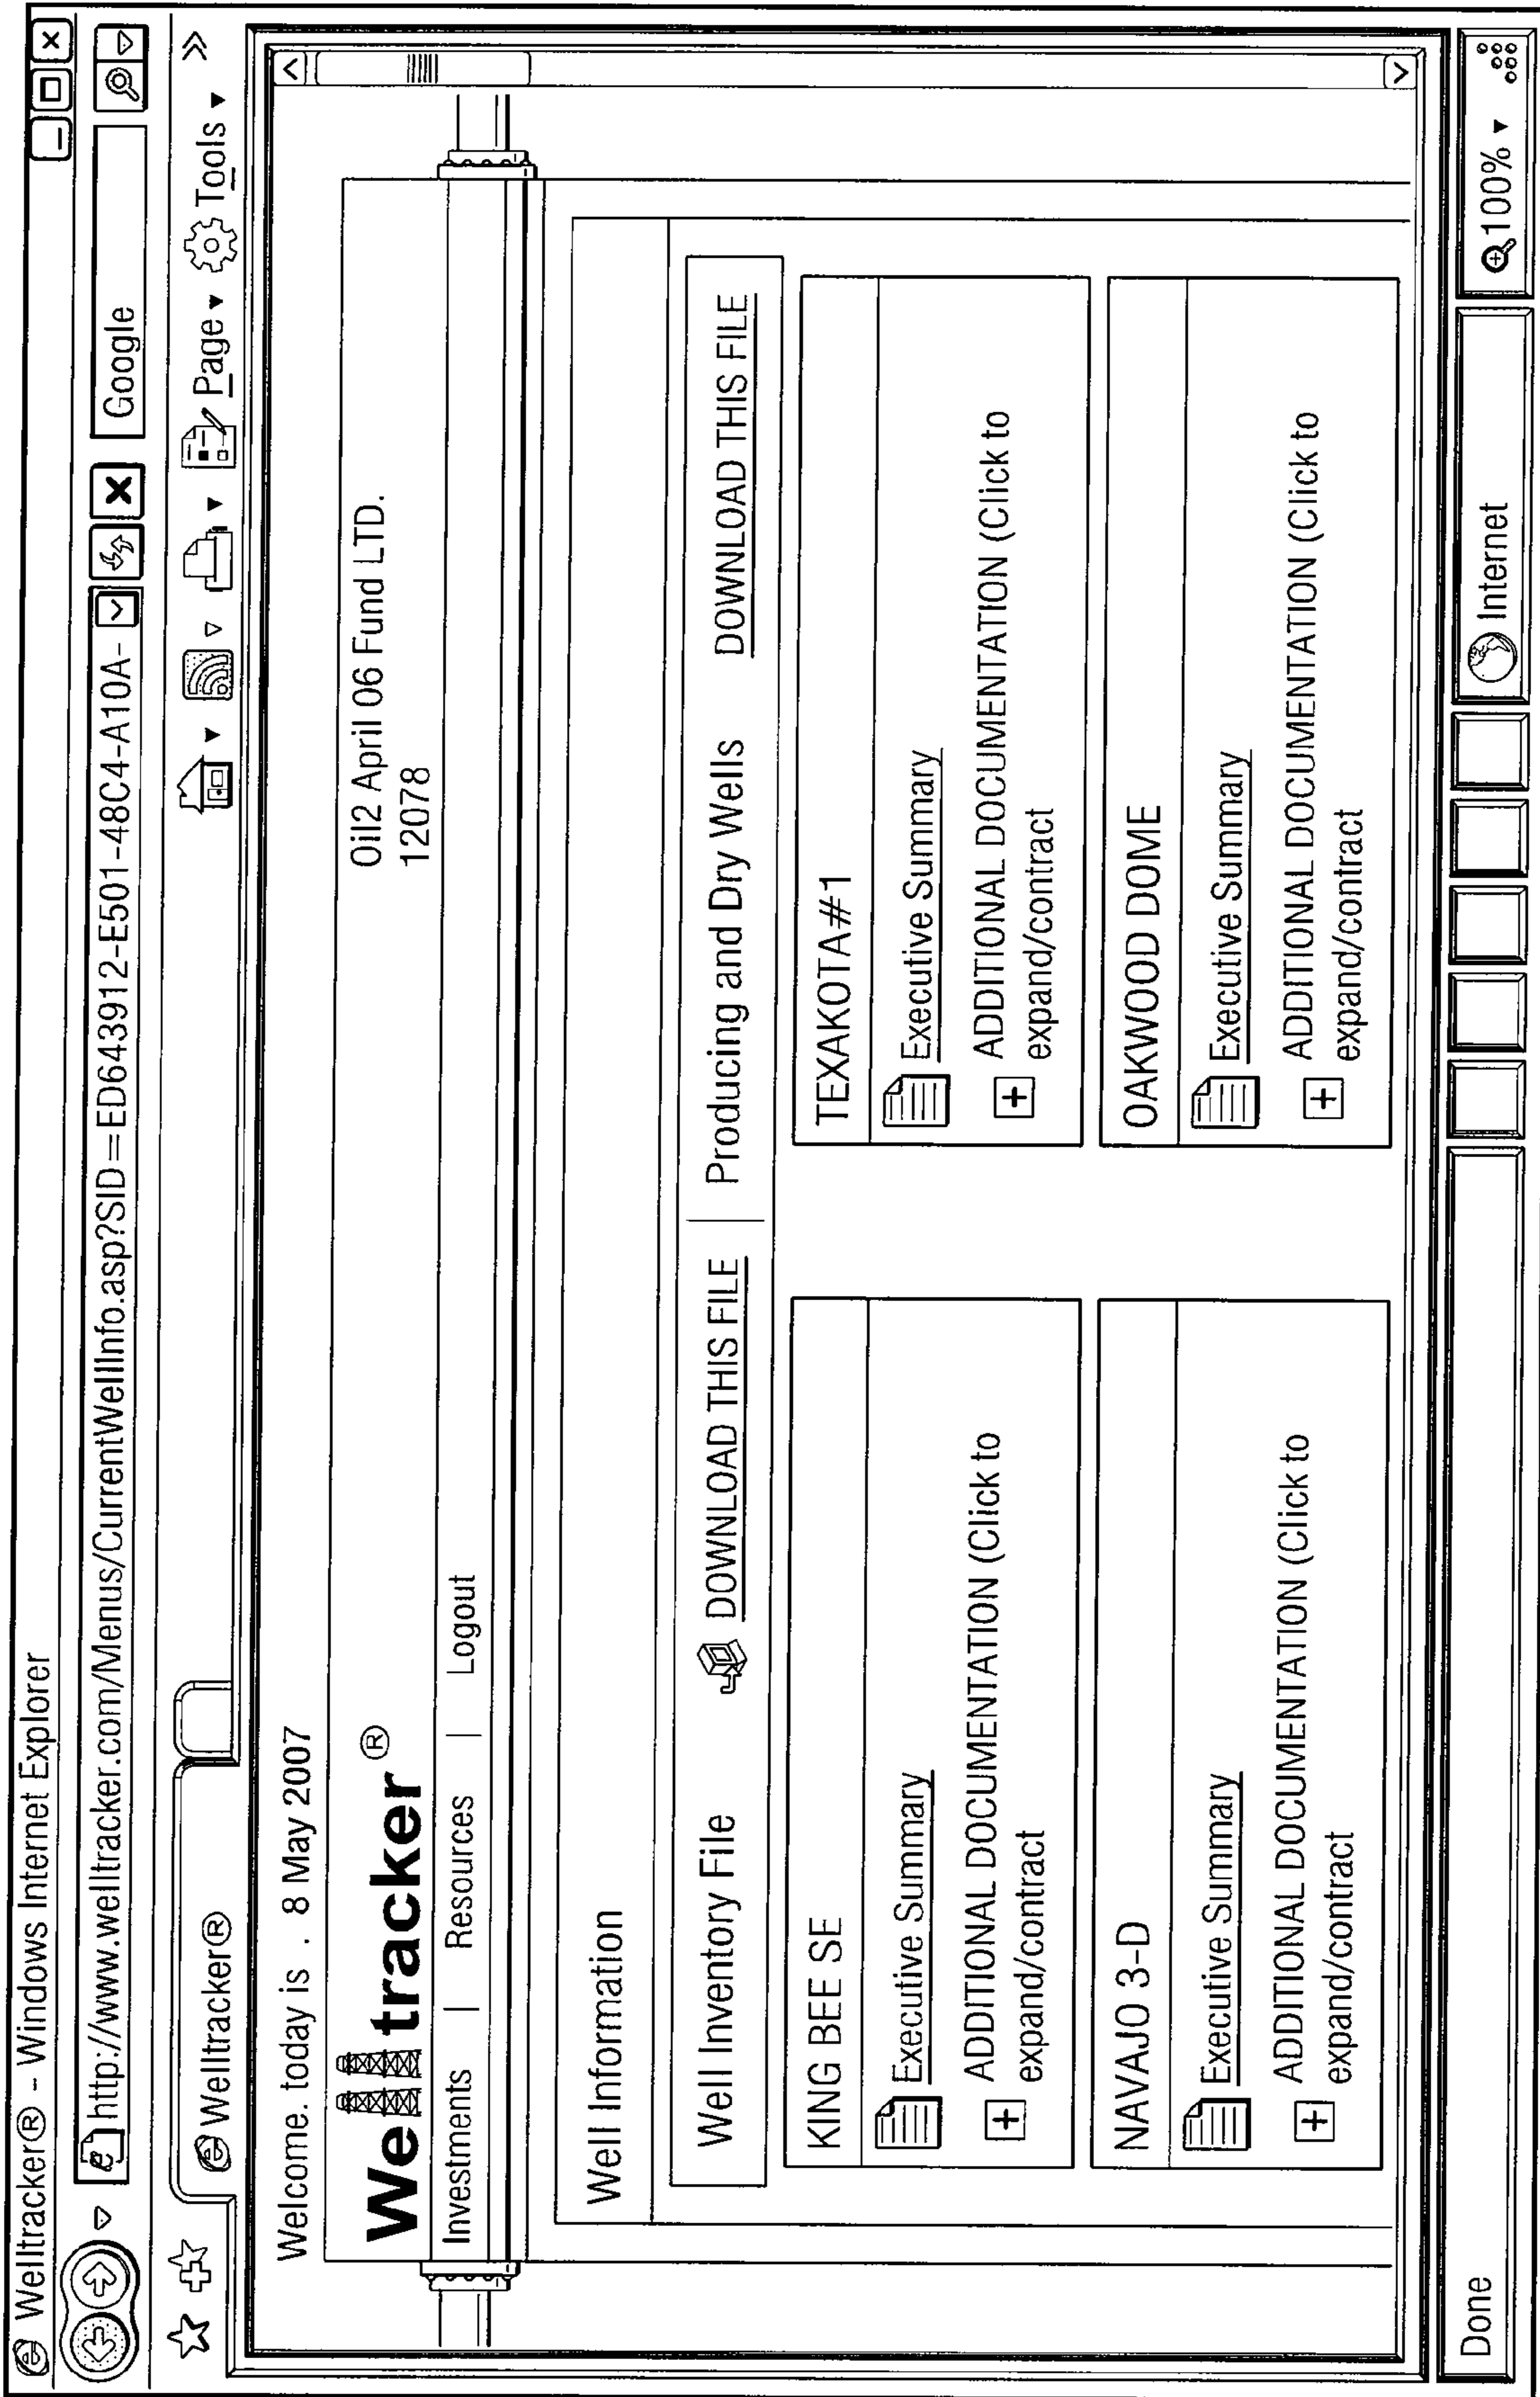 Welltracker® - Windows Internet Explorer
http://www.welltracker.com/Menus/CurrentWellInfo.asp?SID=ED643912-E501-48C4-A10A-
Google
Welltracker®
Page Tools
Welcome. today is . 8 May 2007
Welltracker®
Oil2 April 06 Fund LTD.
12078
Investments | Resources | Logout
Well Information
Well Inventory File DOWNLOAD THIS FILE | Producing and Dry Wells DOWNLOAD THIS FILE
KING BEE SE
Executive Summary
ADDITIONAL DOCUMENTATION (Click to
expand/contract
TEXAKOTA#1
Executive Summary
ADDITIONAL DOCUMENTATION (Click to
expand/contract
NAVAJO 3-D
Executive Summary
ADDITIONAL DOCUMENTATION (Click to
expand/contract
OAKWOOD DOME
Executive Summary
ADDITIONAL DOCUMENTATION (Click to
expand/contract
Done
Internet
100%